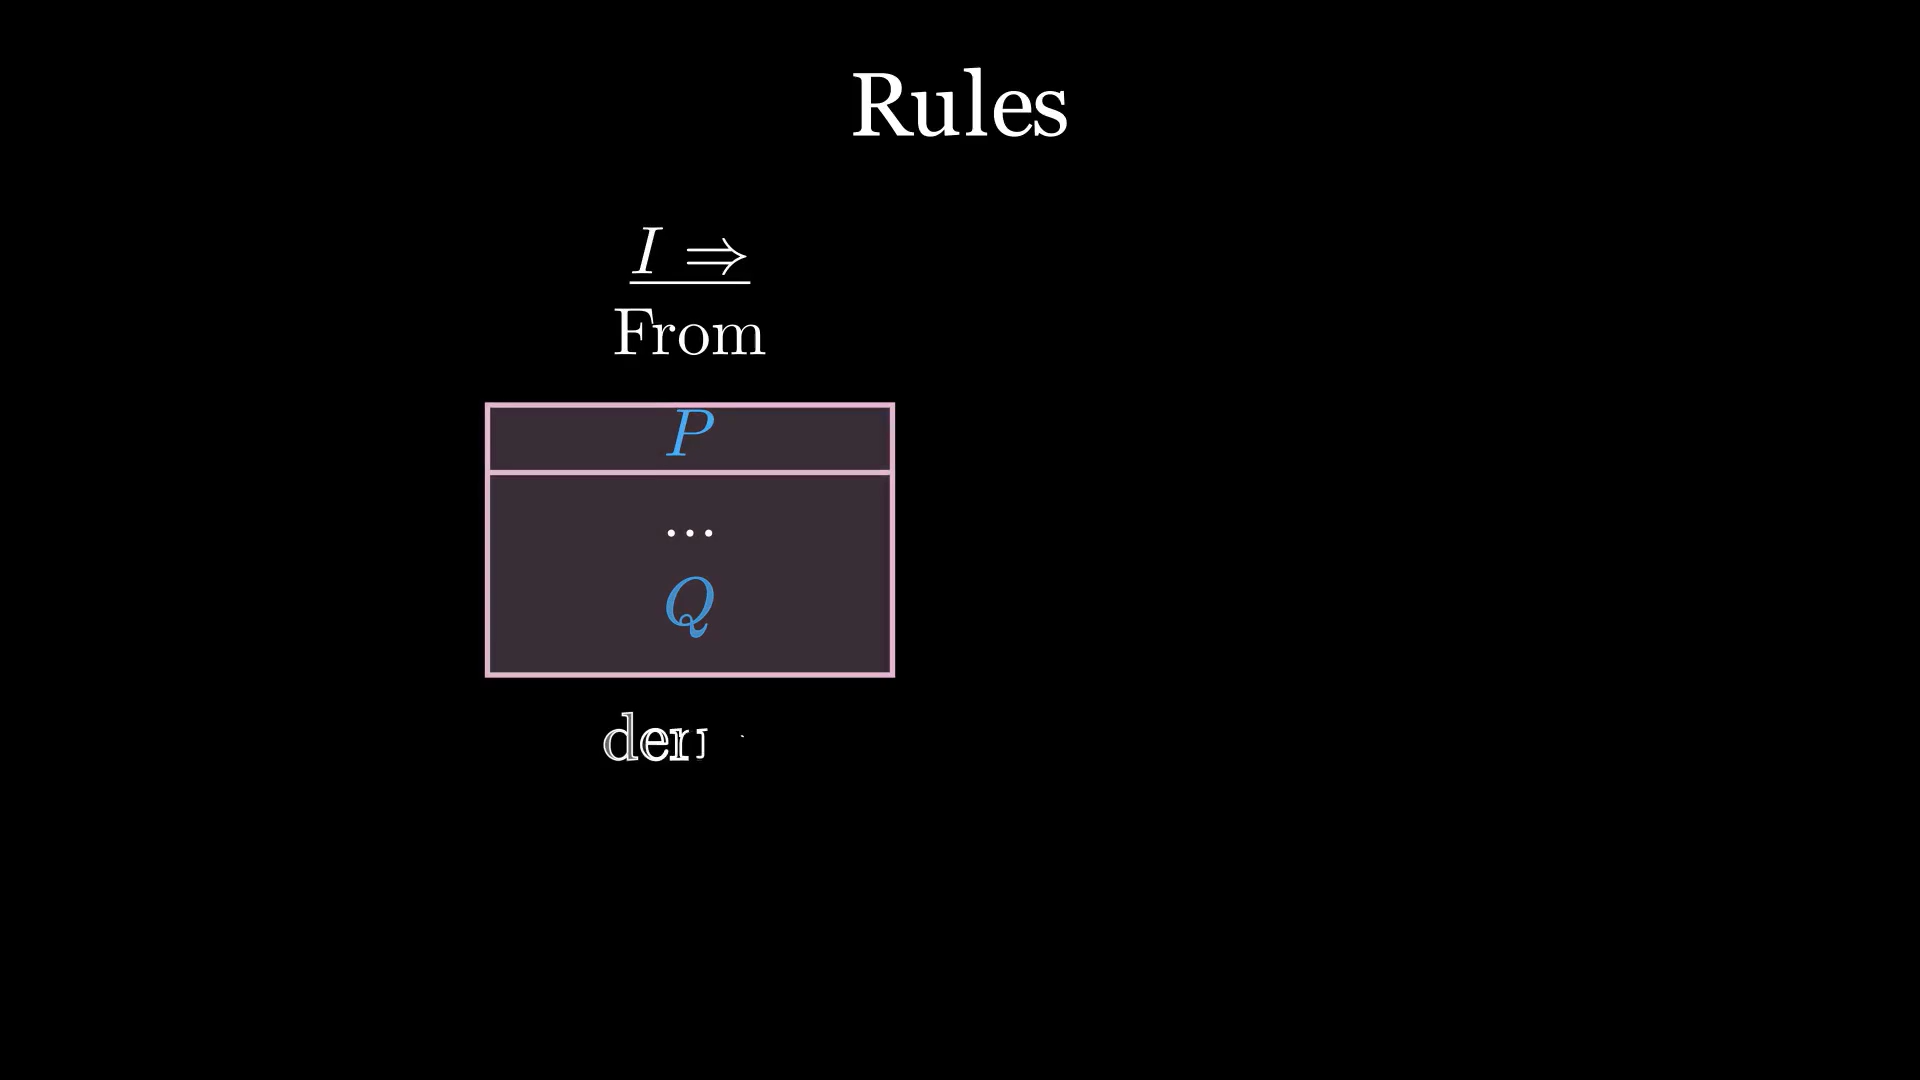 Rules
I ⇒
From
P
...
Q